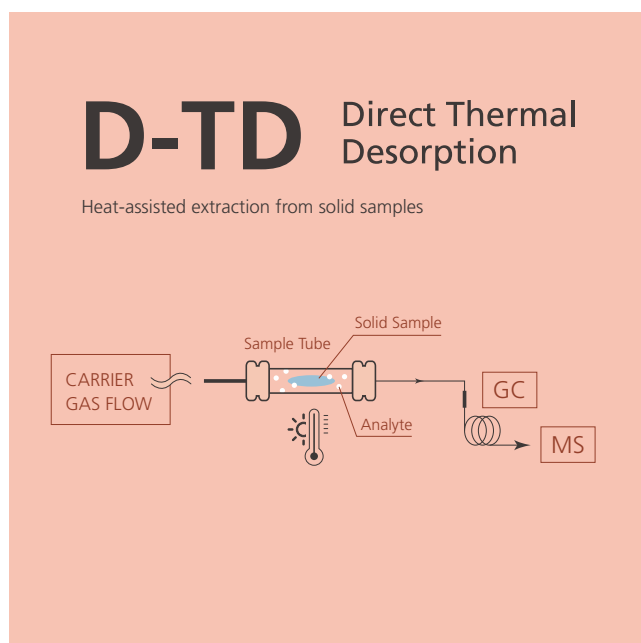 D-TD
Direct Thermal
Desorption
Heat-assisted extraction from solid samples
Solid Sample
Sample Tube
CARRIER
GAS FLOW
GC
Analyte
MS